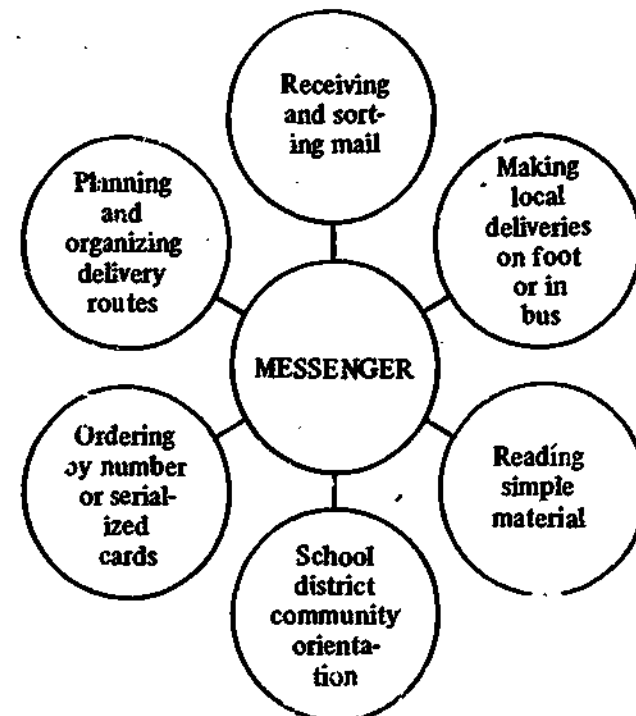 Receiving
and sort-
ing mail
Planning
and
organizing
delivery
routes
Making
local
deliveries
on foot
or in
bus
MESSENGER
Ordering
by number
or serial-
ized
cards
Reading
simple
material
School
district
community
orienta-
tion